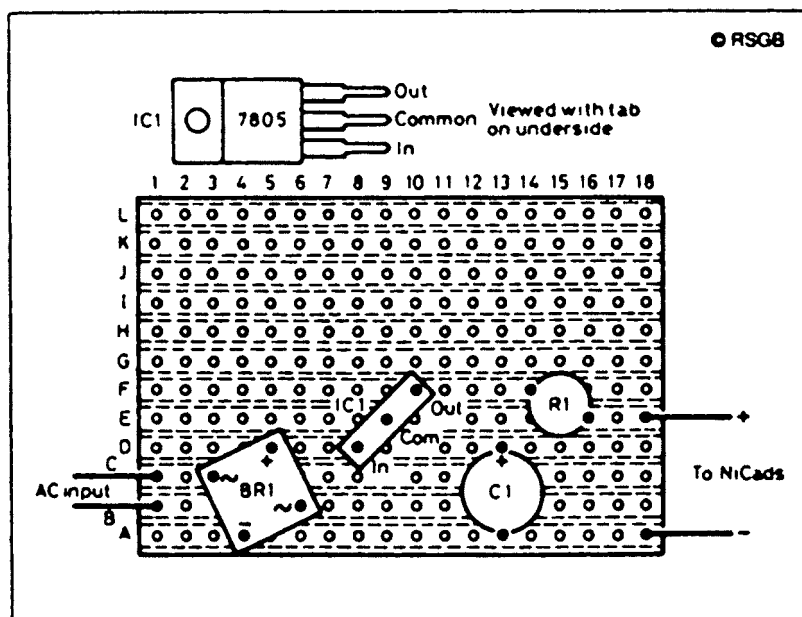 © RSGB
Out
IC1 7805 Common Viewed with tab
on underside
In
1 2 3 4 5 6 7 8 9 10 11 12 13 14 15 16 17 18
L
K
J
I
H
G
F
IC1 Out R1
E +
Com
D
+ In +
C
AC input ~ BR1 C1 To NiCads
~
B
A - -